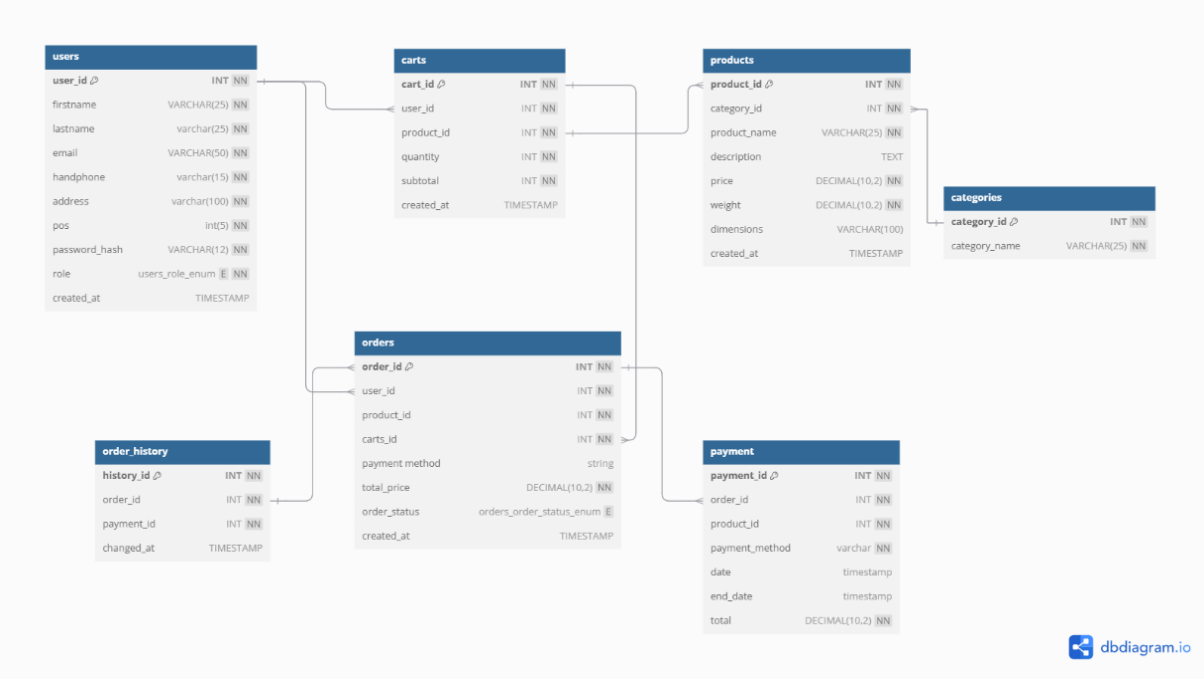 users
user_id INT NN
firstname VARCHAR(25) NN
lastname varchar(25) NN
email VARCHAR(50) NN
handphone varchar(15) NN
address varchar(100) NN
pos int(5) NN
password_hash VARCHAR(12) NN
role users_role_enum E NN
created_at TIMESTAMP
carts
cart_id INT NN
user_id INT NN
product_id INT NN
quantity INT NN
subtotal INT NN
created_at TIMESTAMP
products
product_id INT NN
category_id INT NN
product_name VARCHAR(25) NN
description TEXT
price DECIMAL(10,2) NN
weight DECIMAL(10,2) NN
dimensions VARCHAR(100)
created_at TIMESTAMP
categories
category_id INT NN
category_name VARCHAR(25) NN
orders
order_id INT NN
user_id INT NN
product_id INT NN
carts_id INT NN
payment method string
total_price DECIMAL(10,2) NN
order_status orders_order_status_enum E
created_at TIMESTAMP
order_history
history_id INT NN
order_id INT NN
payment_id INT NN
changed_at TIMESTAMP
payment
payment_id INT NN
order_id INT NN
product_id INT NN
payment_method varchar NN
date timestamp
end_date timestamp
total DECIMAL(10,2) NN
dbdiagram.io